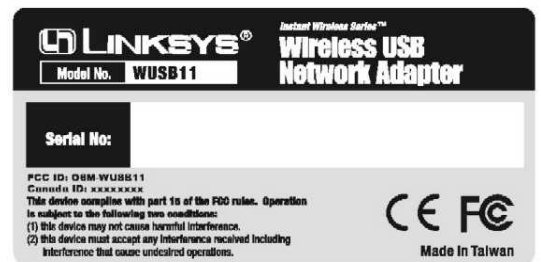 LINKSYS®
Instant Wireless Series™
Wireless USB
Network Adapter
Model No. WUSB11
Serial No:
FCC ID: O6M-WUSB11
Canada ID: xxxxxxxx
This device complies with part 15 of the FCC rules. Operation
is subject to the following two conditions:
(1) this device may not cause harmful interference.
(2) this device must accept any interference received including
interference that cause undesired operations.
CE FC
Made In Taiwan